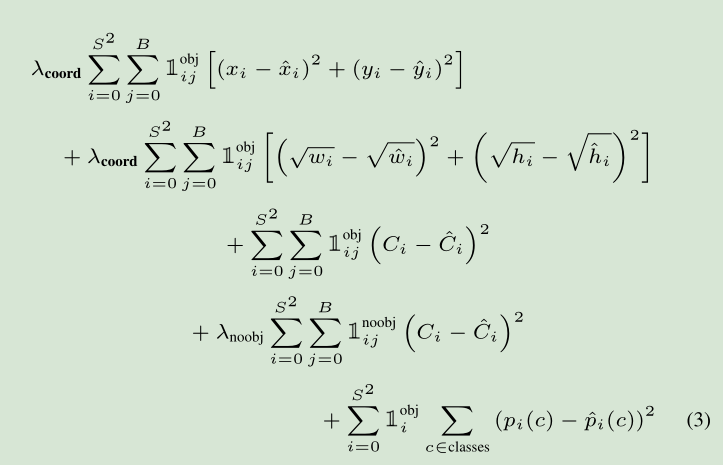 λ_coord ∑_{i=0}^{S^2} ∑_{j=0}^{B} 𝟙_{ij}^{obj} [(x_i − x̂_i)^2 + (y_i − ŷ_i)^2]
+ λ_coord ∑_{i=0}^{S^2} ∑_{j=0}^{B} 𝟙_{ij}^{obj} [(√w_i − √ŵ_i)^2 + (√h_i − √ĥ_i)^2]
+ ∑_{i=0}^{S^2} ∑_{j=0}^{B} 𝟙_{ij}^{obj} (C_i − Ĉ_i)^2
+ λ_noobj ∑_{i=0}^{S^2} ∑_{j=0}^{B} 𝟙_{ij}^{noobj} (C_i − Ĉ_i)^2
+ ∑_{i=0}^{S^2} 𝟙_i^{obj} ∑_{c∈classes} (p_i(c) − p̂_i(c))^2 (3)